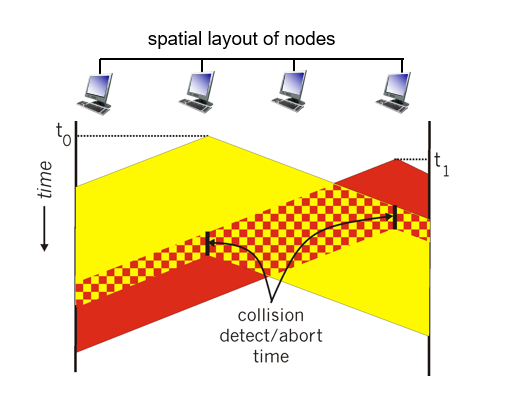 spatial layout of nodes
t0
t1
time
collision
detect/abort
time